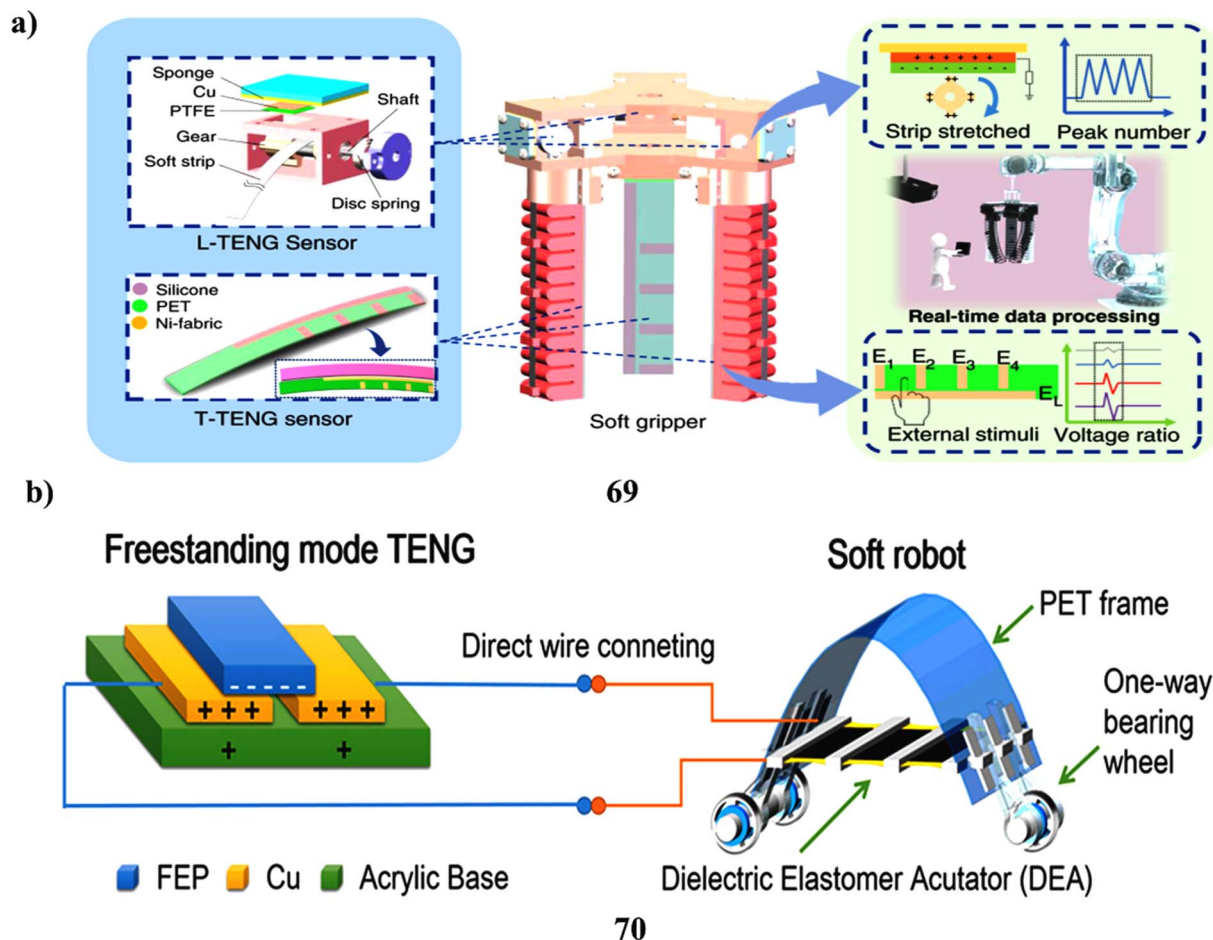 a)
Sponge
Cu
PTFE
Shaft
Gear
Soft strip
Disc spring
L-TENG Sensor
Silicone
PET
Ni-fabric
T-TENG sensor
Soft gripper
+ + + + + +
- - - - - -
Strip stretched
Peak number
Real-time data processing
E1 E2 E3 E4
EL
External stimuli
Voltage ratio
b)
69
Freestanding mode TENG
Soft robot
PET frame
Direct wire conneting
One-way
bearing
wheel
- - - - - -
+ + + + + +
+ +
FEP Cu Acrylic Base
Dielectric Elastomer Acutator (DEA)
70